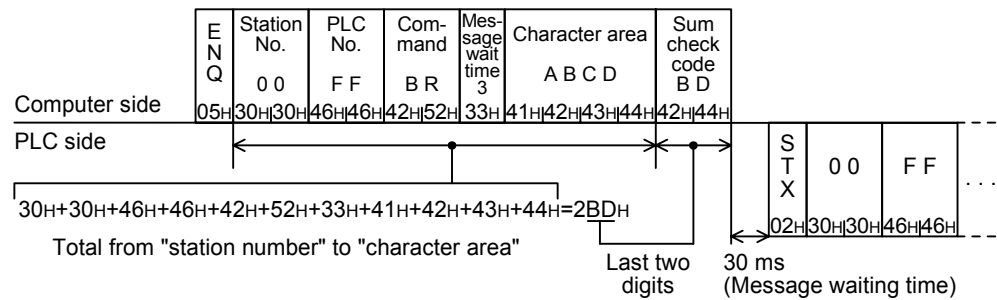 E
N
Q
Station
No.
0 0
PLC
No.
F F
Com-
mand
B R
Mes-
sage
wait
time
3
Character area
A B C D
Sum
check
code
B D
Computer side
05H 30H 30H 46H 46H 42H 52H 33H 41H 42H 43H 44H 42H 44H
PLC side
S
T
X
0 0
F F
. . .
02H 30H 30H 46H 46H
30H+30H+46H+46H+42H+52H+33H+41H+42H+43H+44H=2BDH
Total from "station number" to "character area"
Last two
digits
30 ms
(Message waiting time)